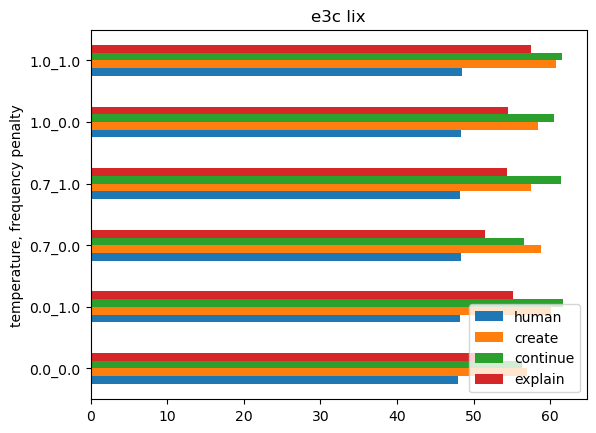 e3c lix
temperature, frequency penalty
1.0_1.0
1.0_0.0
0.7_1.0
0.7_0.0
0.0_1.0
0.0_0.0
human
create
continue
explain
0 10 20 30 40 50 60